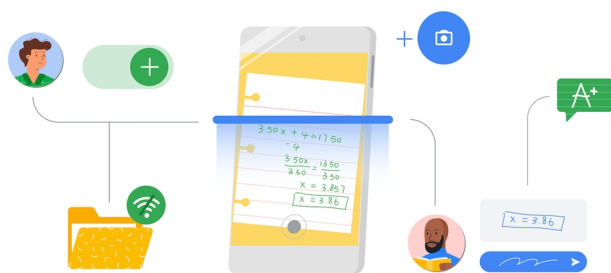 3.50x + 4 = 17.50
- 4
3.50x = 13.50
3.50 3.50
x = 3.857
x = 3.86
A+
x = 3.86